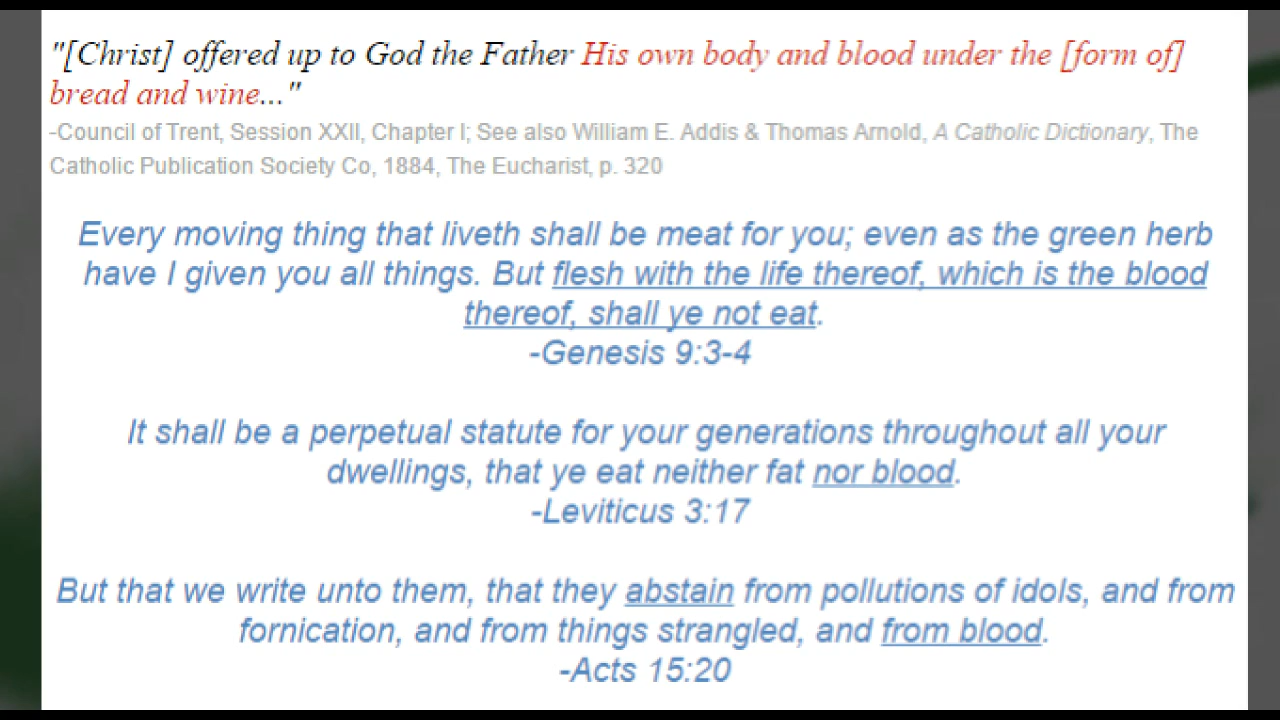 "[Christ] offered up to God the Father His own body and blood under the [form of]
bread and wine..."
-Council of Trent, Session XXII, Chapter I; See also William E. Addis & Thomas Arnold, A Catholic Dictionary, The
Catholic Publication Society Co, 1884, The Eucharist, p. 320
Every moving thing that liveth shall be meat for you; even as the green herb
have I given you all things. But flesh with the life thereof, which is the blood
thereof, shall ye not eat.
-Genesis 9:3-4
It shall be a perpetual statute for your generations throughout all your
dwellings, that ye eat neither fat nor blood.
-Leviticus 3:17
But that we write unto them, that they abstain from pollutions of idols, and from
fornication, and from things strangled, and from blood.
-Acts 15:20